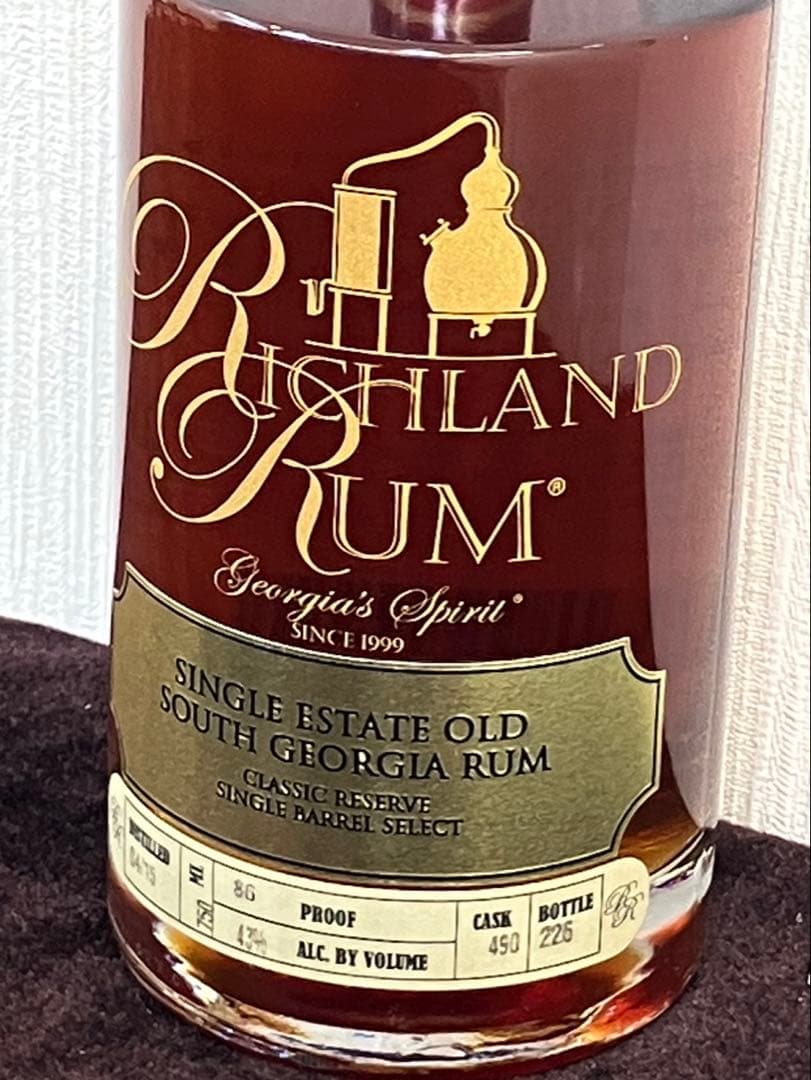 RICHLAND
RUM®
Georgia's Spirit®
SINCE 1999
SINGLE ESTATE OLD
SOUTH GEORGIA RUM
CLASSIC RESERVE
SINGLE BARREL SELECT
DISTILLED
04/15
750 ML
86 PROOF
43% ALC. BY VOLUME
CASK
490
BOTTLE
226
RR